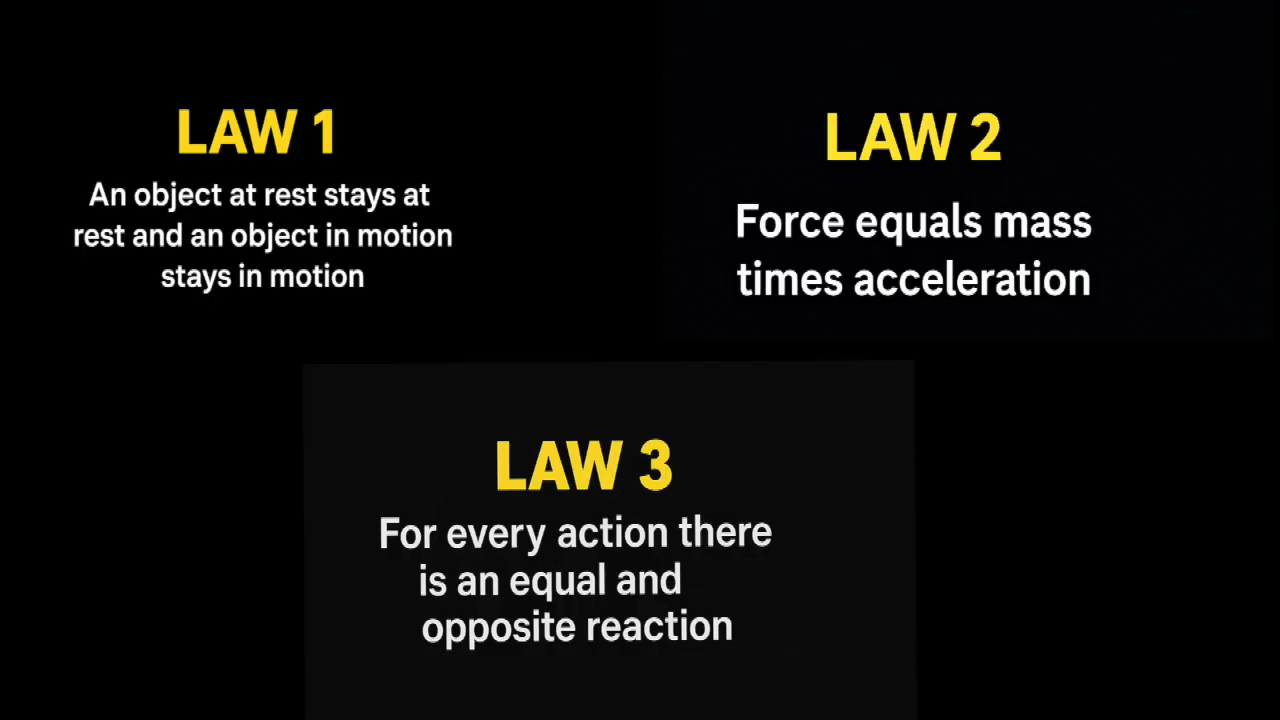 LAW 1
An object at rest stays at
rest and an object in motion
stays in motion
LAW 2
Force equals mass
times acceleration
LAW 3
For every action there
is an equal and
opposite reaction